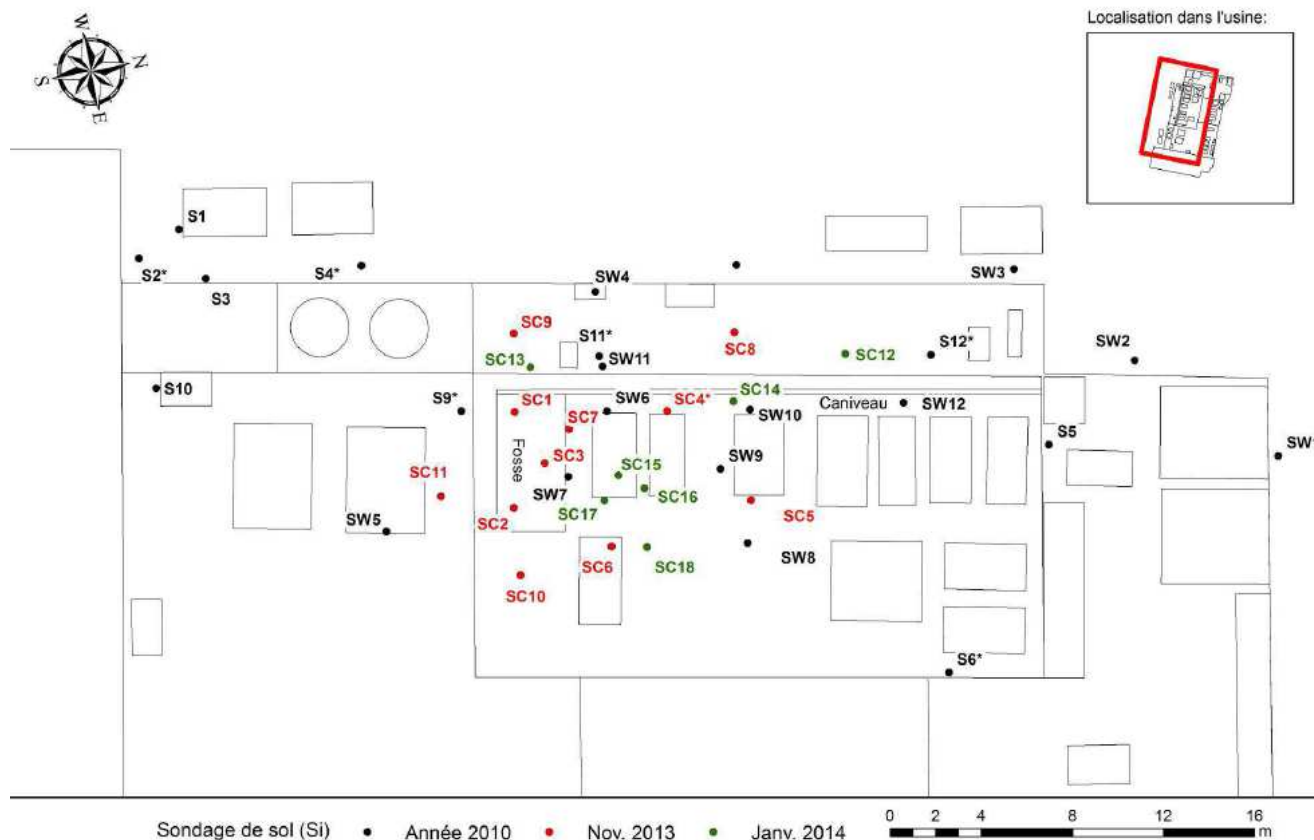 Localisation dans l'usine:
W
N
S
E
S1
S2*
S4*
S3
SW4
SW3
SC9
S11*
SC8
SC12
S12*
SW2
SC13
SW11
S10
S9*
SC1
SW6
SC4*
SC14
SW10
Caniveau
SW12
SC7
S5
SW1
Fosse
SC3
SC15
SW9
SC11
SW7
SC16
SC2
SC17
SC5
SW5
SC6
SC18
SW8
SC10
S6*
Sondage de sol (Si)
Année 2010
Nov. 2013
Janv. 2014
0 2 4 8 12 16
m